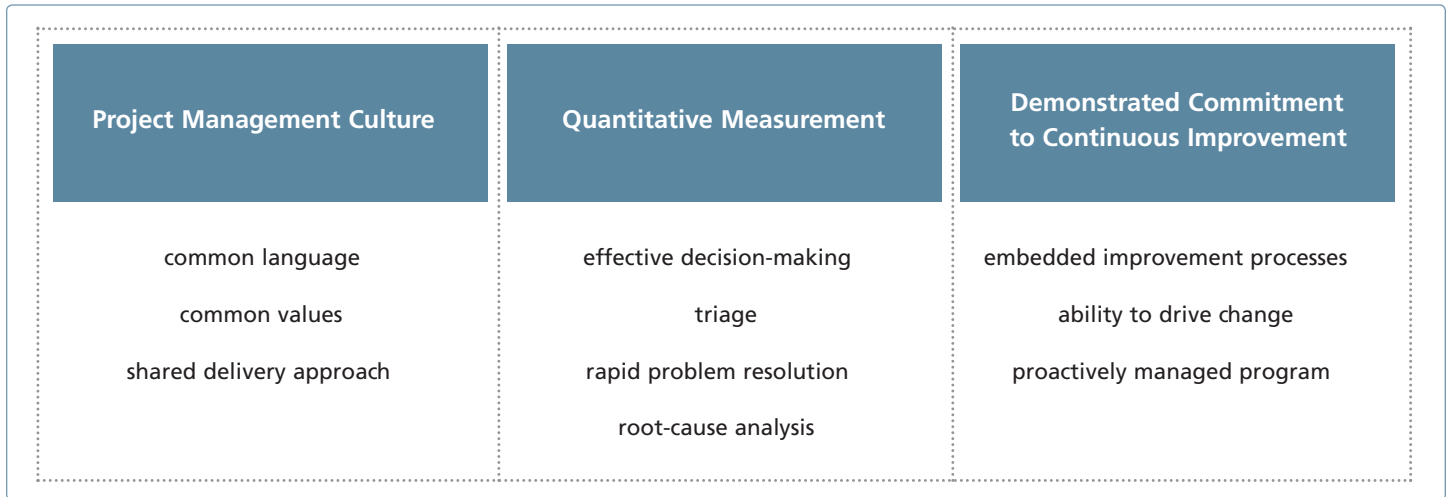 Project Management Culture
common language
common values
shared delivery approach
Quantitative Measurement
effective decision-making
triage
rapid problem resolution
root-cause analysis
Demonstrated Commitment
to Continuous Improvement
embedded improvement processes
ability to drive change
proactively managed program